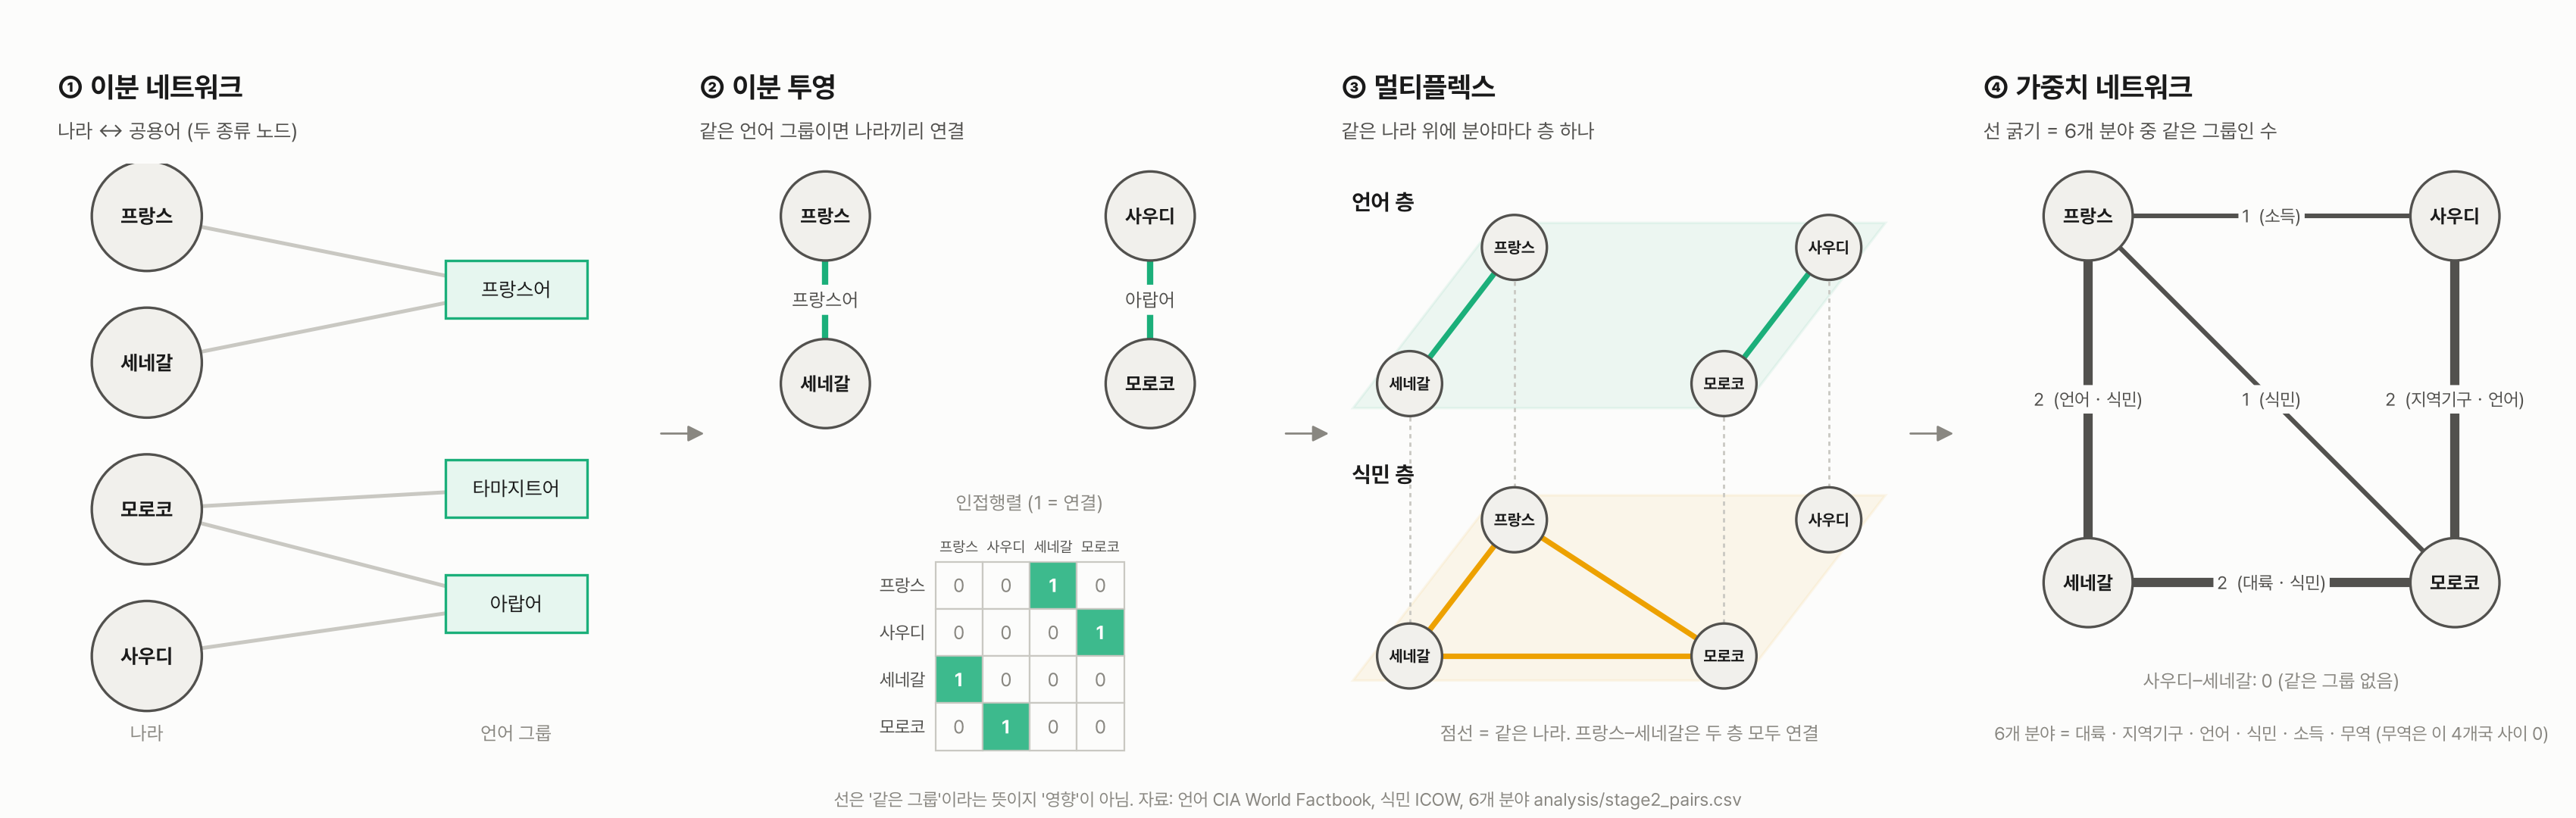 ① 이분 네트워크
나라 ↔ 공용어 (두 종류 노드)
프랑스
세네갈
모로코
사우디
프랑스어
타마지트어
아랍어
나라
언어 그룹
② 이분 투영
같은 언어 그룹이면 나라끼리 연결
프랑스
사우디
프랑스어
아랍어
세네갈
모로코
인접행렬 (1 = 연결)
프랑스 사우디 세네갈 모로코
프랑스 0 0 1 0
사우디 0 0 0 1
세네갈 1 0 0 0
모로코 0 1 0 0
③ 멀티플렉스
같은 나라 위에 분야마다 층 하나
언어 층
프랑스
사우디
세네갈
모로코
식민 층
프랑스
사우디
세네갈
모로코
점선 = 같은 나라. 프랑스–세네갈은 두 층 모두 연결
④ 가중치 네트워크
선 굵기 = 6개 분야 중 같은 그룹인 수
프랑스
1 (소득)
사우디
2 (언어 · 식민)
1 (식민)
2 (지역기구 · 언어)
세네갈
2 (대륙 · 식민)
모로코
사우디–세네갈: 0 (같은 그룹 없음)
6개 분야 = 대륙 · 지역기구 · 언어 · 식민 · 소득 · 무역 (무역은 이 4개국 사이 0)
선은 '같은 그룹'이라는 뜻이지 '영향'이 아님. 자료: 언어 CIA World Factbook, 식민 ICOW, 6개 분야 analysis/stage2_pairs.csv